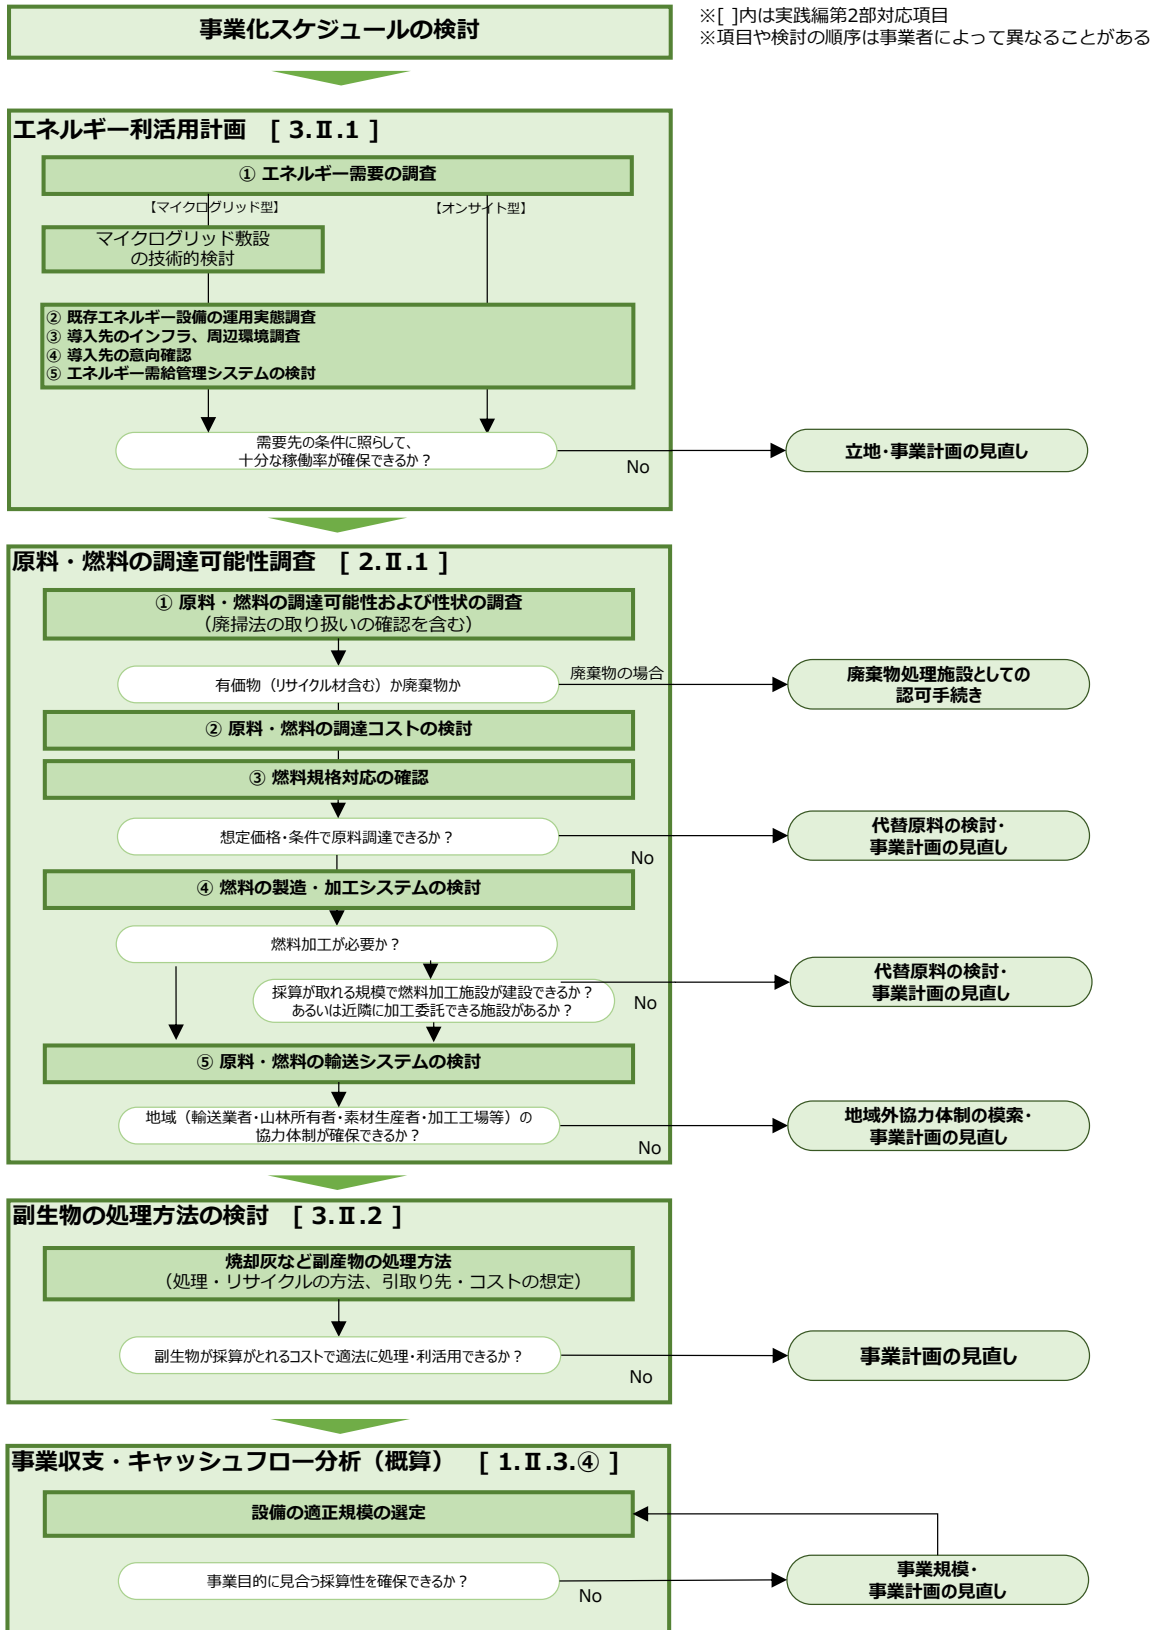 事業化スケジュールの検討
※[ ]内は実践編第2部対応項目
※項目や検討の順序は事業者によって異なることがある
エネルギー利活用計画　[ 3.Ⅱ.1 ]
① エネルギー需要の調査
【マイクログリッド型】
【オンサイト型】
マイクログリッド敷設
の技術的検討
② 既存エネルギー設備の運用実態調査
③ 導入先のインフラ、周辺環境調査
④ 導入先の意向確認
⑤ エネルギー需給管理システムの検討
需要先の条件に照らして、
十分な稼働率が確保できるか？
No
立地・事業計画の見直し
原料・燃料の調達可能性調査　[ 2.Ⅱ.1 ]
① 原料・燃料の調達可能性および性状の調査
（廃掃法の取り扱いの確認を含む）
有価物（リサイクル材含む）か廃棄物か
廃棄物の場合
廃棄物処理施設としての
認可手続き
② 原料・燃料の調達コストの検討
③ 燃料規格対応の確認
想定価格・条件で原料調達できるか？
No
代替原料の検討・
事業計画の見直し
④ 燃料の製造・加工システムの検討
燃料加工が必要か？
採算が取れる規模で燃料加工施設が建設できるか？
あるいは近隣に加工委託できる施設があるか？
No
代替原料の検討・
事業計画の見直し
⑤ 原料・燃料の輸送システムの検討
地域（輸送業者・山林所有者・素材生産者・加工工場等）の
協力体制が確保できるか？
No
地域外協力体制の模索・
事業計画の見直し
副生物の処理方法の検討　[ 3.Ⅱ.2 ]
焼却灰など副産物の処理方法
（処理・リサイクルの方法、引取り先・コストの想定）
副生物が採算がとれるコストで適法に処理・利活用できるか？
No
事業計画の見直し
事業収支・キャッシュフロー分析（概算）　[ 1.Ⅱ.3.④ ]
設備の適正規模の選定
事業目的に見合う採算性を確保できるか？
No
事業規模・
事業計画の見直し